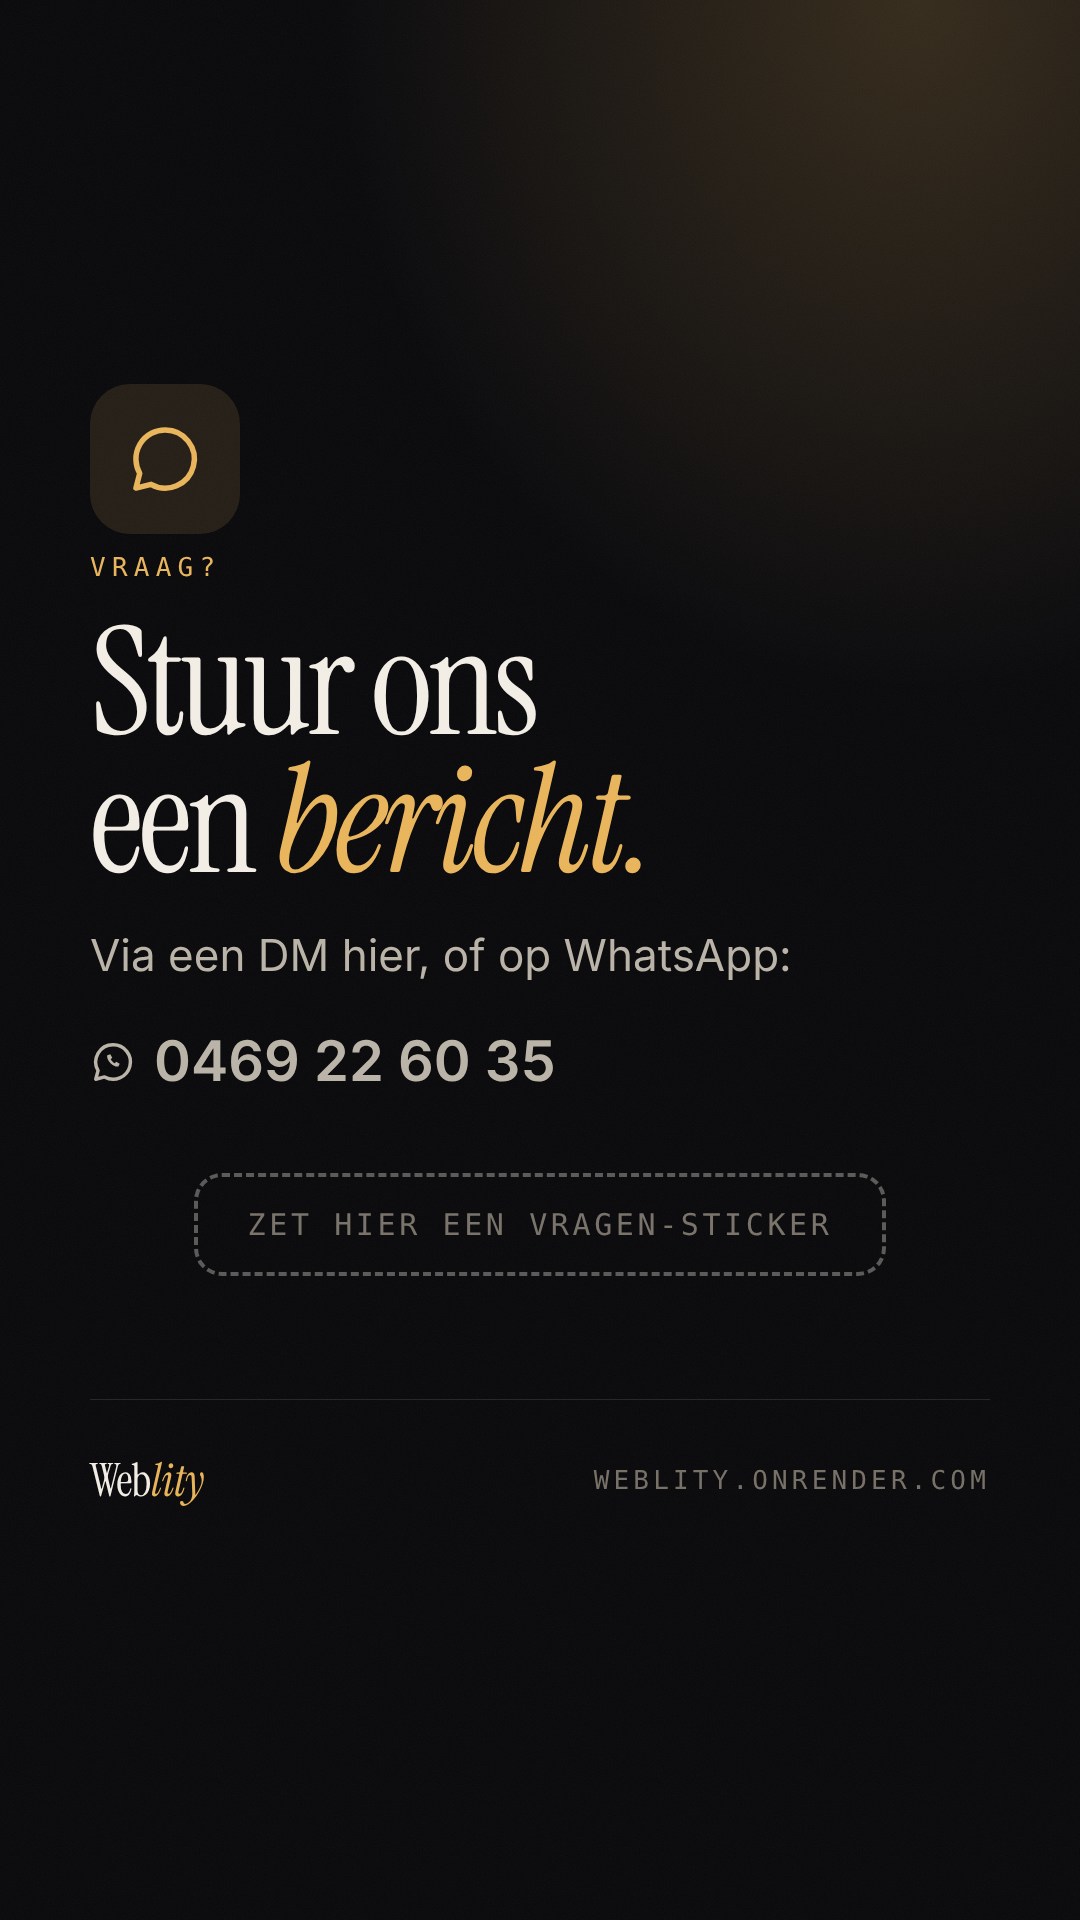 VRAAG?
Stuur ons
een bericht.
Via een DM hier, of op WhatsApp:
0469 22 60 35
ZET HIER EEN VRAGEN-STICKER
Weblity
WEBLITY.ONRENDER.COM